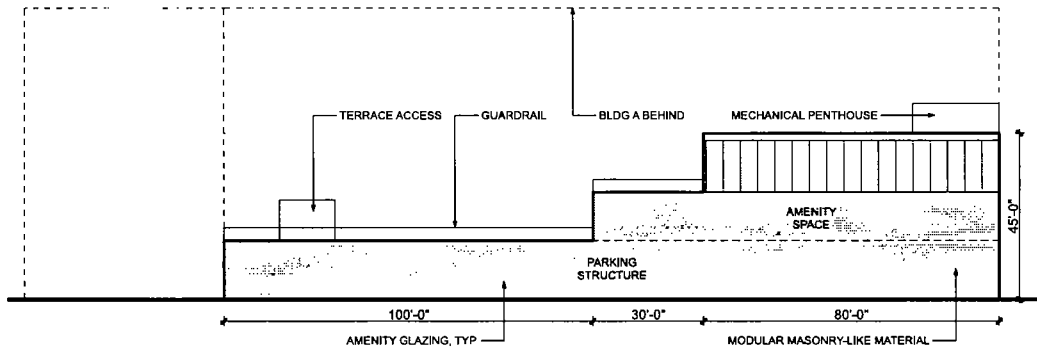 TERRACE ACCESS
GUARDRAIL
BLDG A BEHIND
MECHANICAL PENTHOUSE
AMENITY
SPACE
45'-0"
PARKING
STRUCTURE
100'-0"
30'-0"
80'-0"
AMENITY GLAZING, TYP
MODULAR MASONRY-LIKE MATERIAL